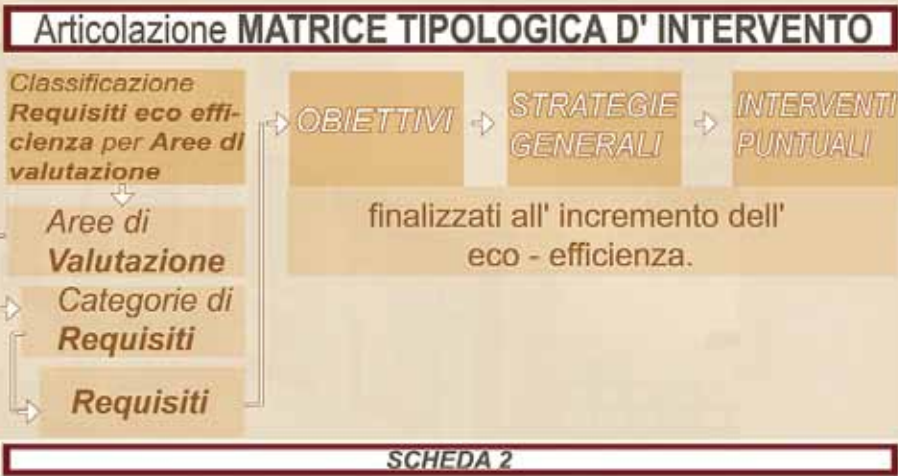 Articolazione MATRICE TIPOLOGICA D' INTERVENTO
Classificazione
Requisiti eco effi-
cienza per Aree di
valutazione
Aree di
Valutazione
Categorie di
Requisiti
Requisiti
OBIETTIVI
STRATEGIE
GENERALI
INTERVENTI
PUNTUALI
finalizzati all' incremento dell'
eco - efficienza.
SCHEDA 2